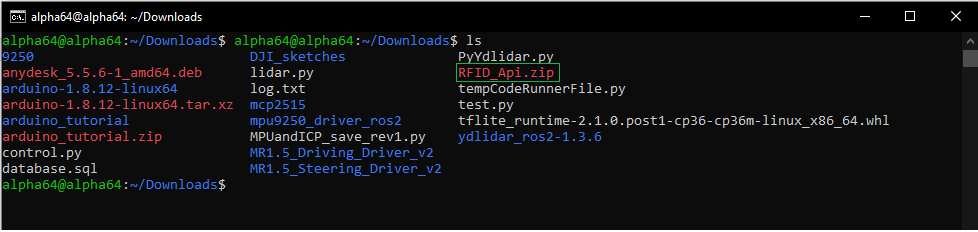 alpha64@alpha64: ~/Downloads
alpha64@alpha64:~/Downloads$ alpha64@alpha64:~/Downloads$ ls
9250 DJI_sketches PyYdlidar.py
anydesk_5.5.6-1_amd64.deb lidar.py RFID_Api.zip
arduino-1.8.12-linux64 log.txt tempCodeRunnerFile.py
arduino-1.8.12-linux64.tar.xz mcp2515 test.py
arduino_tutorial mpu9250_driver_ros2 tflite_runtime-2.1.0.post1-cp36-cp36m-linux_x86_64.whl
arduino_tutorial.zip MPUandICP_save_rev1.py ydlidar_ros2-1.3.6
control.py MR1.5_Driving_Driver_v2
database.sql MR1.5_Steering_Driver_v2
alpha64@alpha64:~/Downloads$